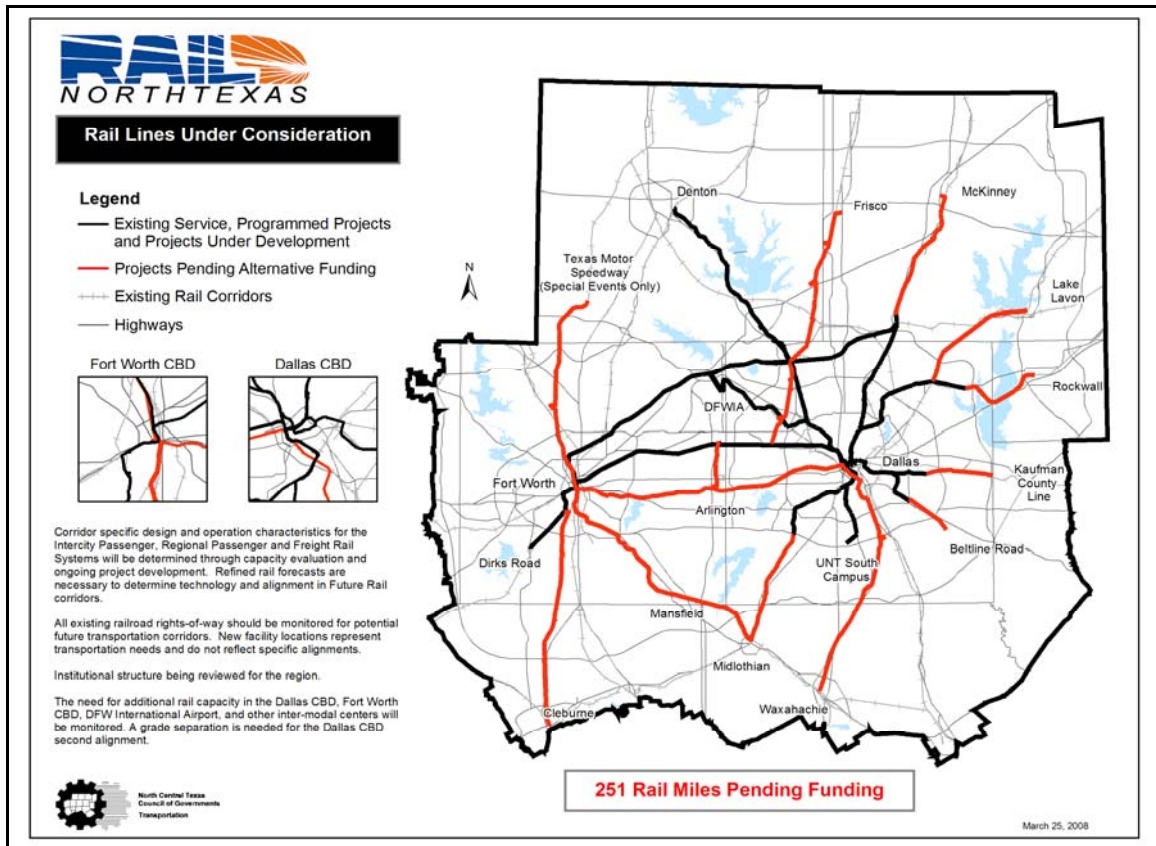 RAIL
NORTHTEXAS
Rail Lines Under Consideration
Legend
Existing Service, Programmed Projects
and Projects Under Development
Projects Pending Alternative Funding
Existing Rail Corridors
Highways
Fort Worth CBD
Dallas CBD
Corridor specific design and operation characteristics for the
Intercity Passenger, Regional Passenger and Freight Rail
Systems will be determined through capacity evaluation and
ongoing project development. Refined rail forecasts are
necessary to determine technology and alignment in Future Rail
corridors.
All existing railroad rights-of-way should be monitored for potential
future transportation corridors. New facility locations represent
transportation needs and do not reflect specific alignments.
Institutional structure being reviewed for the region.
The need for additional rail capacity in the Dallas CBD, Fort Worth
CBD, DFW International Airport, and other inter-modal centers will
be monitored. A grade separation is needed for the Dallas CBD
second alignment.
North Central Texas
Council of Governments
Transportation
N
Denton
Frisco
McKinney
Texas Motor
Speedway
(Special Events Only)
Lake
Lavon
Rockwall
DFWIA
Dallas
Fort Worth
Kaufman
County
Line
Arlington
Beltline Road
Dirks Road
UNT South
Campus
Mansfield
Midlothian
Waxahachie
Cleburne
251 Rail Miles Pending Funding
March 25, 2008